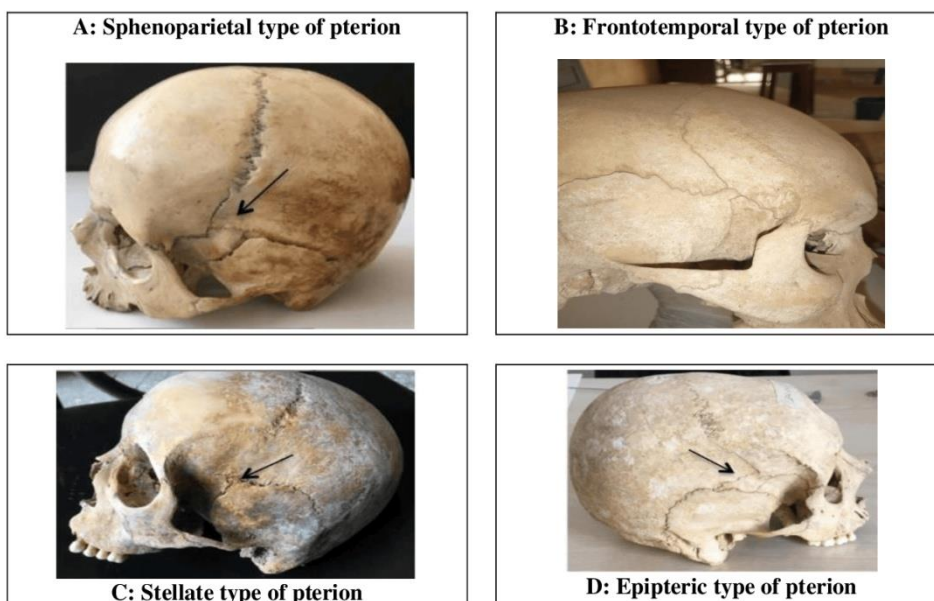 A: Sphenoparietal type of pterion
B: Frontotemporal type of pterion
C: Stellate type of pterion
D: Epipteric type of pterion